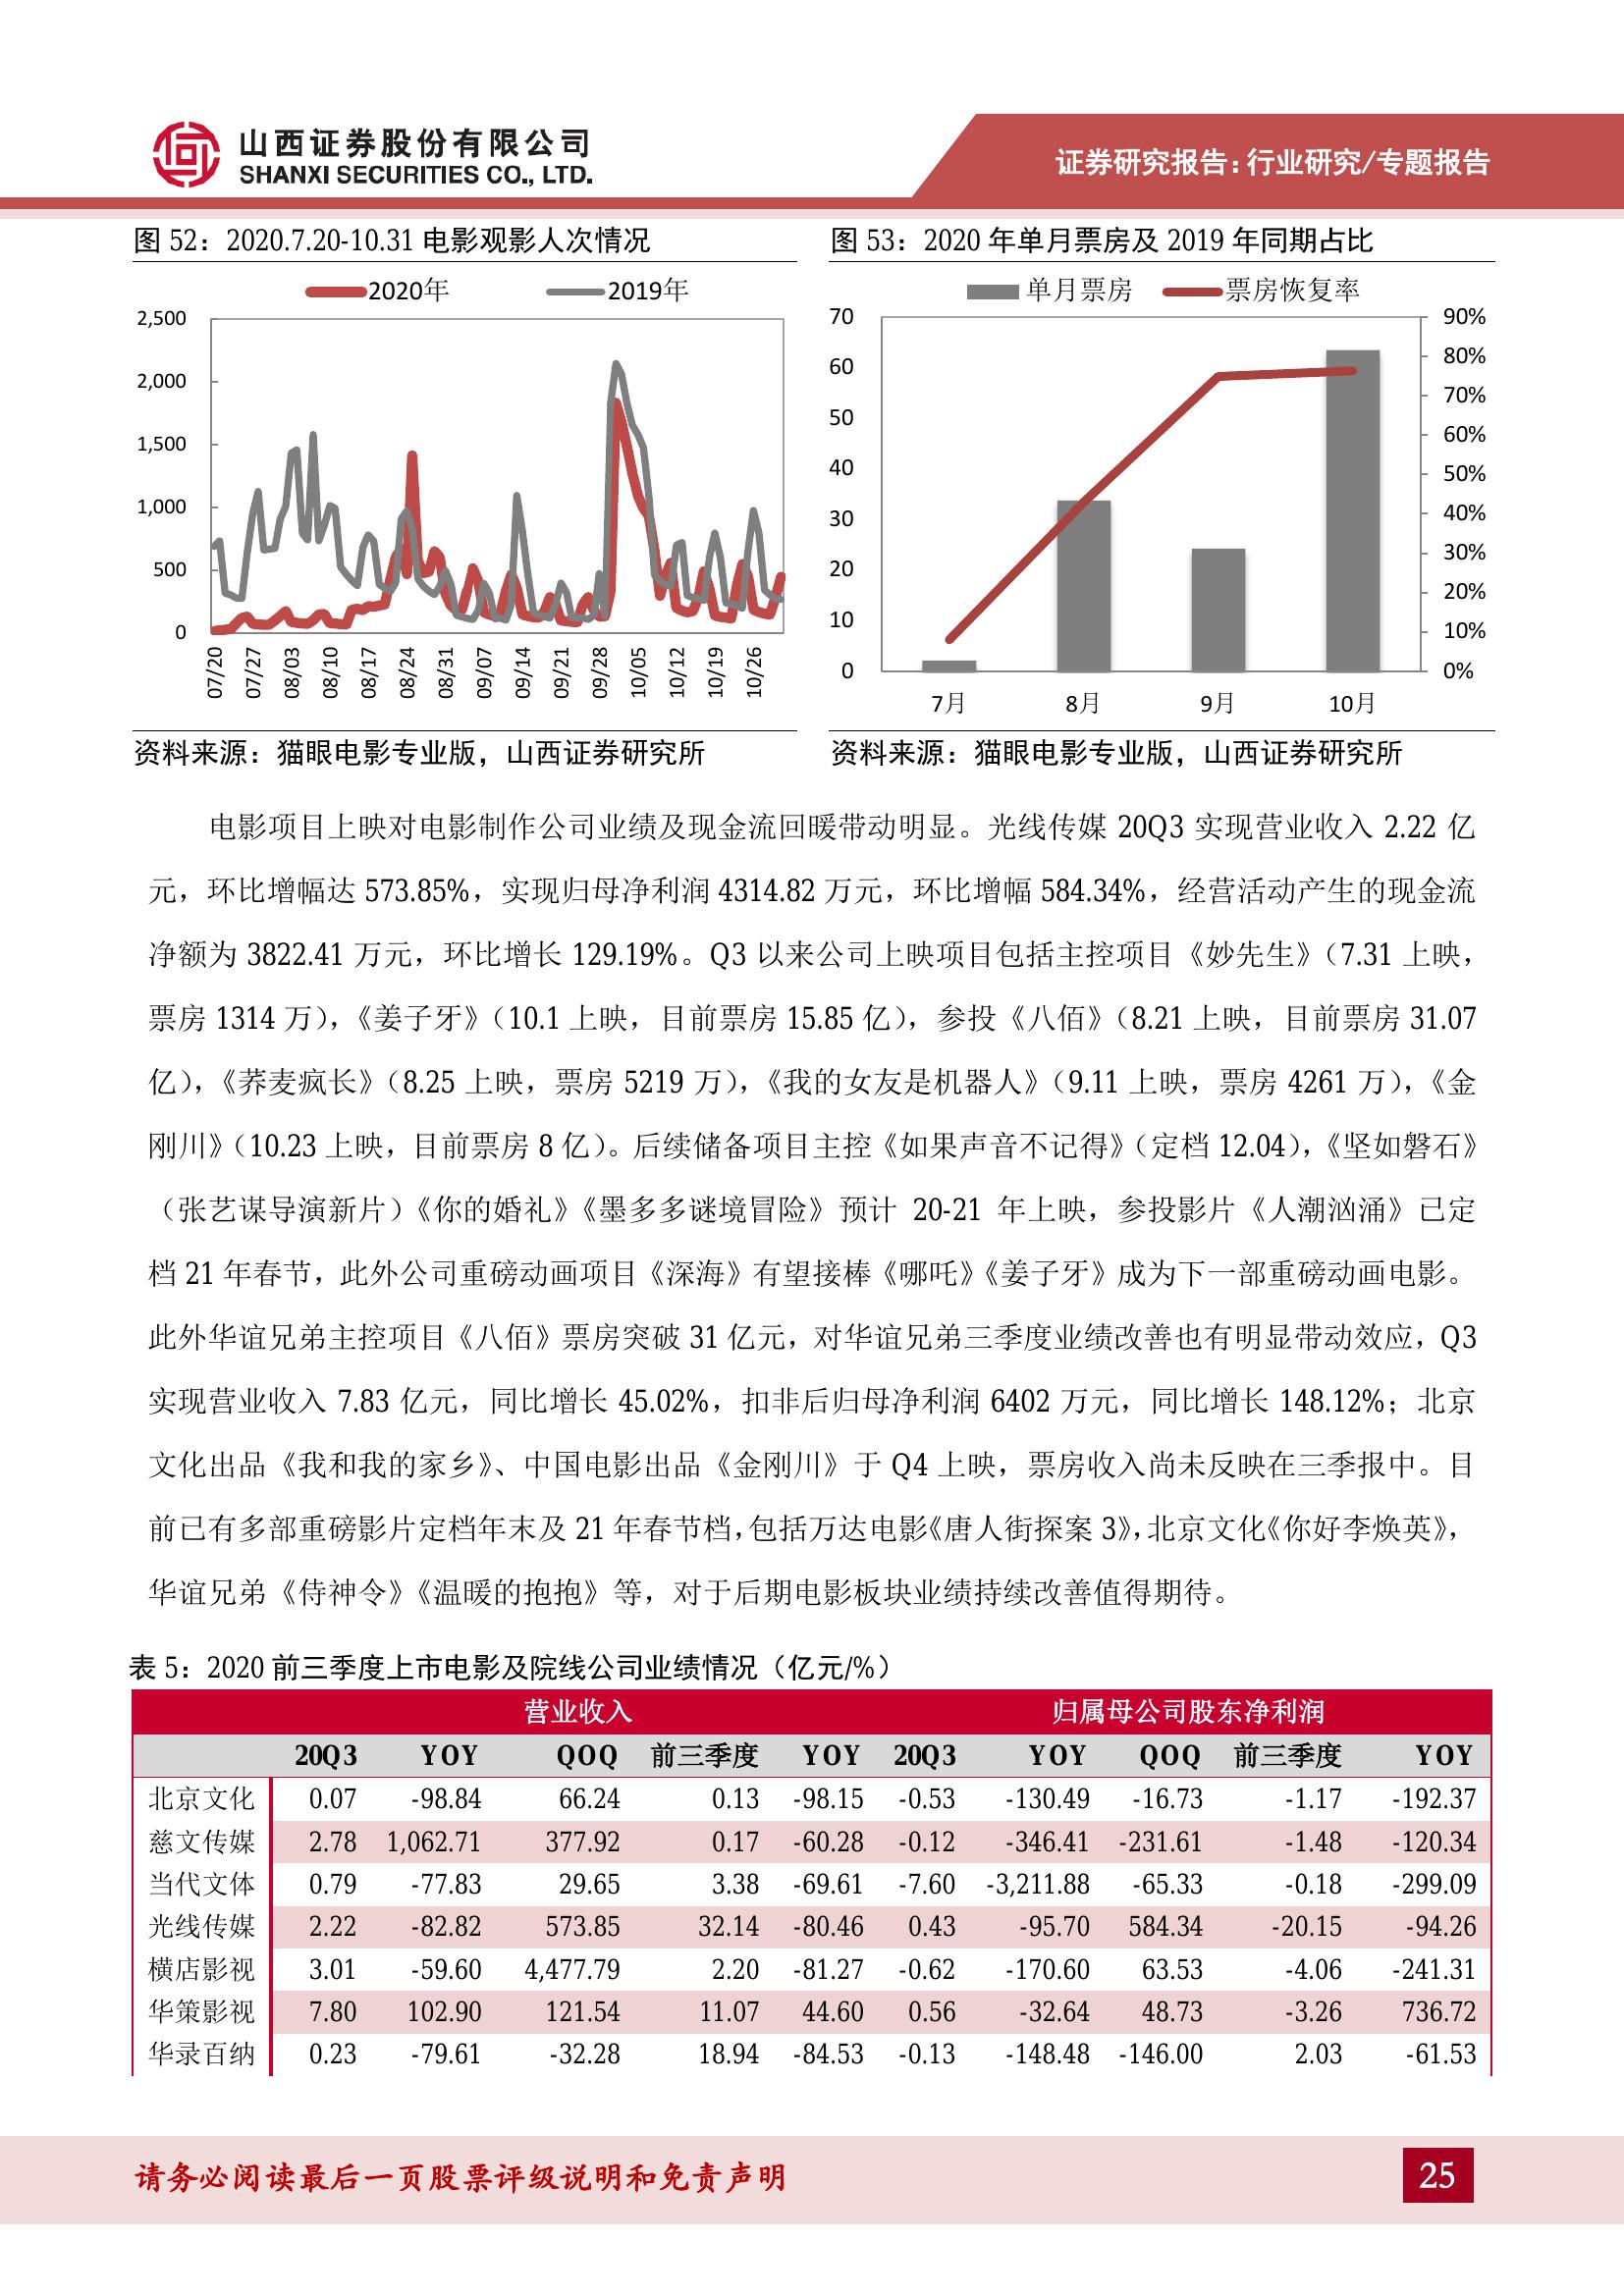 山西证券股份有限公司
SHANXI SECURITIES CO., LTD.
证券研究报告：行业研究/专题报告
图 52：2020.7.20-10.31 电影观影人次情况
2020年 2019年
2,500
2,000
1,500
1,000
500
0
07/20 07/27 08/03 08/10 08/17 08/24 08/31 09/07 09/14 09/21 09/28 10/05 10/12 10/19 10/26
资料来源：猫眼电影专业版，山西证券研究所
图 53：2020 年单月票房及 2019 年同期占比
单月票房 票房恢复率
70 90%
60 80%
50 70%
40 60%
30 50%
20 40%
10 30%
0 20%
10%
0%
7月 8月 9月 10月
资料来源：猫眼电影专业版，山西证券研究所
电影项目上映对电影制作公司业绩及现金流回暖带动明显。光线传媒 20Q3 实现营业收入 2.22 亿
元，环比增幅达 573.85%，实现归母净利润 4314.82 万元，环比增幅 584.34%，经营活动产生的现金流
净额为 3822.41 万元，环比增长 129.19%。Q3 以来公司上映项目包括主控项目《妙先生》（7.31 上映，
票房 1314 万），《姜子牙》（10.1 上映，目前票房 15.85 亿），参投《八佰》（8.21 上映，目前票房 31.07
亿），《荞麦疯长》（8.25 上映，票房 5219 万），《我的女友是机器人》（9.11 上映，票房 4261 万），《金
刚川》（10.23 上映，目前票房 8 亿）。后续储备项目主控《如果声音不记得》（定档 12.04），《坚如磐石》
（张艺谋导演新片）《你的婚礼》《墨多多谜境冒险》预计 20-21 年上映，参投影片《人潮汹涌》已定
档 21 年春节，此外公司重磅动画项目《深海》有望接棒《哪吒》《姜子牙》成为下一部重磅动画电影。
此外华谊兄弟主控项目《八佰》票房突破 31 亿元，对华谊兄弟三季度业绩改善也有明显带动效应，Q3
实现营业收入 7.83 亿元，同比增长 45.02%，扣非后归母净利润 6402 万元，同比增长 148.12%；北京
文化出品《我和我的家乡》、中国电影出品《金刚川》于 Q4 上映，票房收入尚未反映在三季报中。目
前已有多部重磅影片定档年末及 21 年春节档，包括万达电影《唐人街探案 3》，北京文化《你好李焕英》，
华谊兄弟《侍神令》《温暖的抱抱》等，对于后期电影板块业绩持续改善值得期待。
表 5：2020 前三季度上市电影及院线公司业绩情况（亿元/%）
营业收入 归属母公司股东净利润
20Q3 YOY QOQ 前三季度 YOY 20Q3 YOY QOQ 前三季度 YOY
北京文化 0.07 -98.84 66.24 0.13 -98.15 -0.53 -130.49 -16.73 -1.17 -192.37
慈文传媒 2.78 1,062.71 377.92 0.17 -60.28 -0.12 -346.41 -231.61 -1.48 -120.34
当代文体 0.79 -77.83 29.65 3.38 -69.61 -7.60 -3,211.88 -65.33 -0.18 -299.09
光线传媒 2.22 -82.82 573.85 32.14 -80.46 0.43 -95.70 584.34 -20.15 -94.26
横店影视 3.01 -59.60 4,477.79 2.20 -81.27 -0.62 -170.60 63.53 -4.06 -241.31
华策影视 7.80 102.90 121.54 11.07 44.60 0.56 -32.64 48.73 -3.26 736.72
华录百纳 0.23 -79.61 -32.28 18.94 -84.53 -0.13 -148.48 -146.00 2.03 -61.53
请务必阅读最后一页股票评级说明和免责声明
25